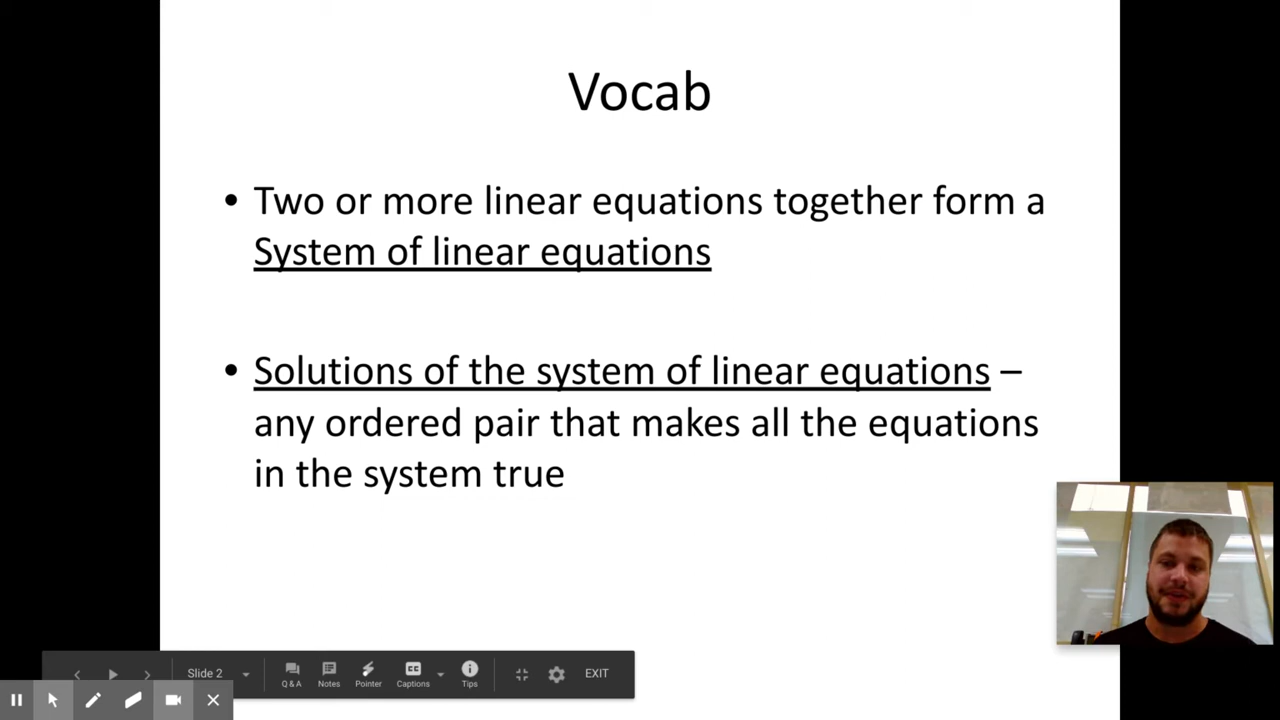 Vocab
• Two or more linear equations together form a
System of linear equations
• Solutions of the system of linear equations –
any ordered pair that makes all the equations
in the system true
Slide 2
Q & A
Notes
Pointer
CC
Captions
Tips
EXIT